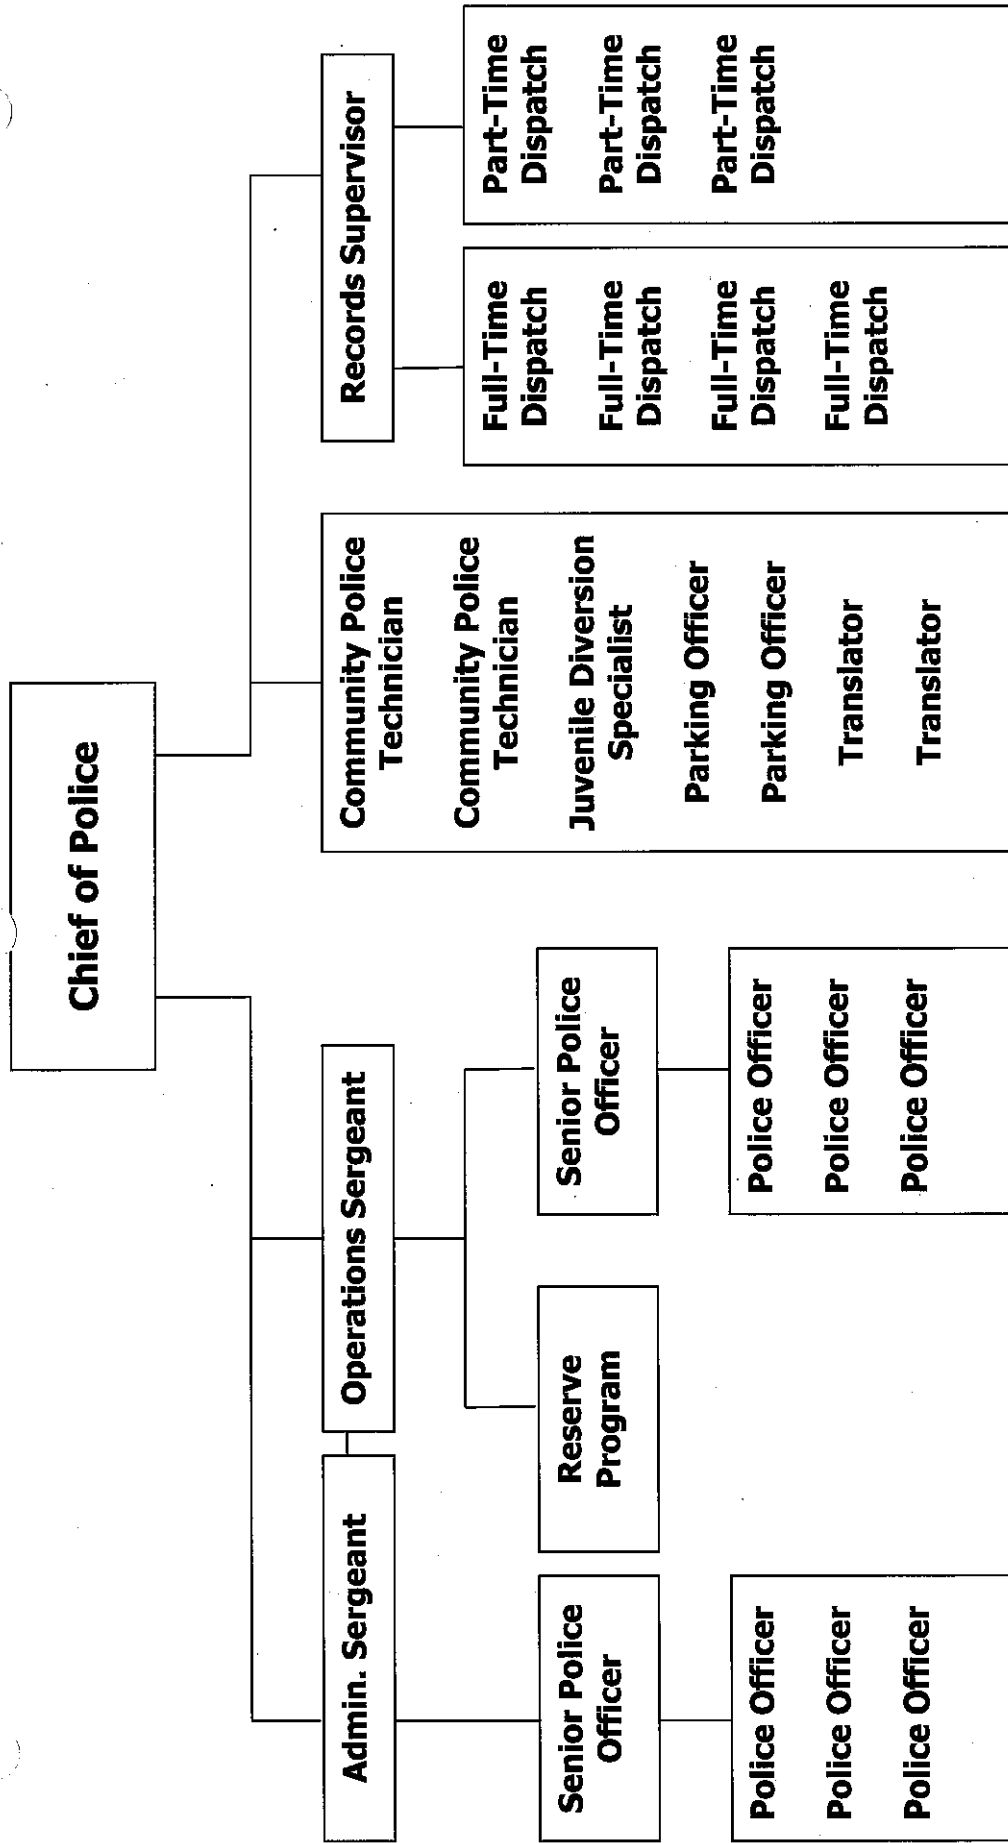 Chief of Police
Admin. Sergeant
Operations Sergeant
Records Supervisor
Senior Police
Officer
Reserve
Program
Senior Police
Officer
Police Officer
Police Officer
Police Officer
Police Officer
Police Officer
Police Officer
Community Police
Technician
Community Police
Technician
Juvenile Diversion
Specialist
Parking Officer
Parking Officer
Translator
Translator
Full-Time
Dispatch
Full-Time
Dispatch
Full-Time
Dispatch
Full-Time
Dispatch
Part-Time
Dispatch
Part-Time
Dispatch
Part-Time
Dispatch